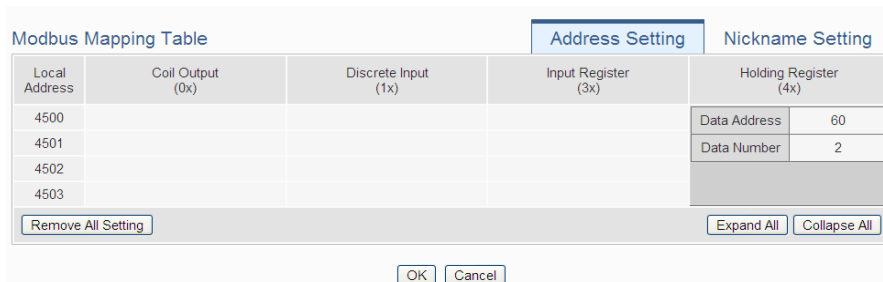 Modbus Mapping Table
Address Setting
Nickname Setting
Local Address
Coil Output (0x)
Discrete Input (1x)
Input Register (3x)
Holding Register (4x)
4500
Data Address 60
4501
Data Number 2
4502
4503
Remove All Setting
Expand All
Collapse All
OK
Cancel